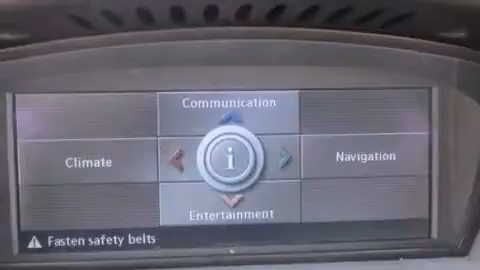 Communication
Climate
i
Navigation
Entertainment
Fasten safety belts